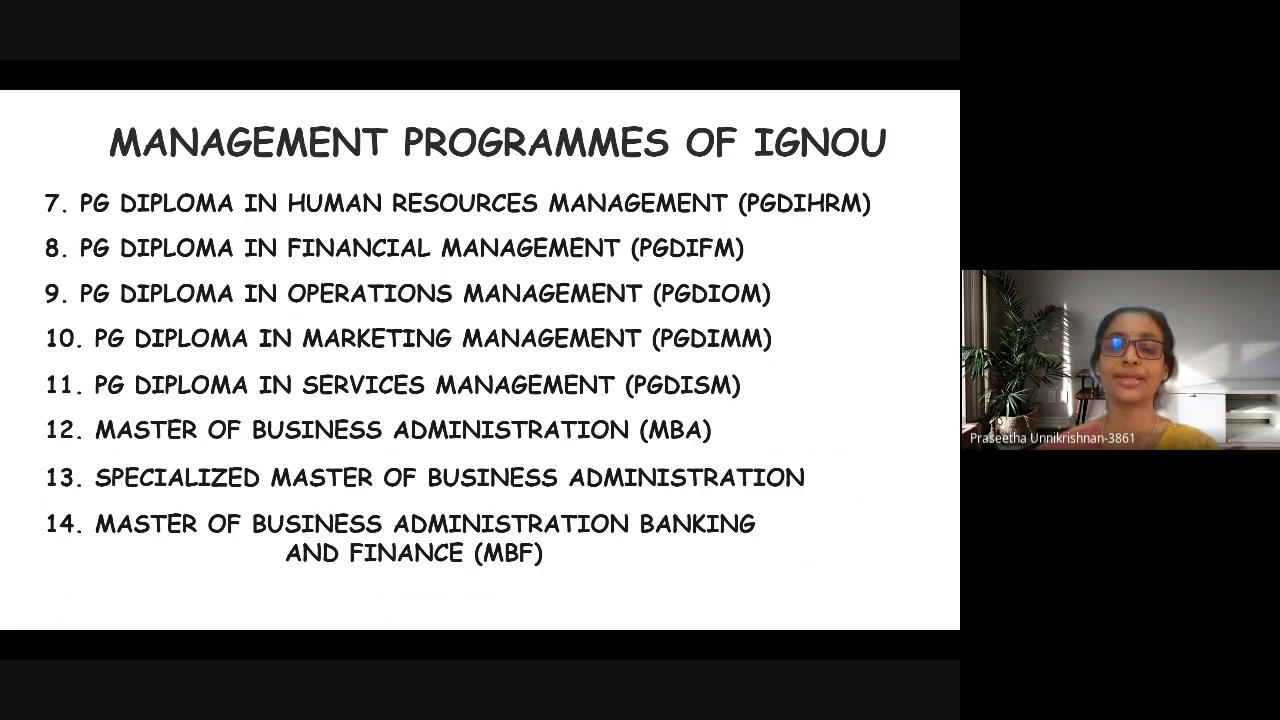 MANAGEMENT PROGRAMMES OF IGNOU
7. PG DIPLOMA IN HUMAN RESOURCES MANAGEMENT (PGDIHRM)
8. PG DIPLOMA IN FINANCIAL MANAGEMENT (PGDIFM)
9. PG DIPLOMA IN OPERATIONS MANAGEMENT (PGDIOM)
10. PG DIPLOMA IN MARKETING MANAGEMENT (PGDIMM)
11. PG DIPLOMA IN SERVICES MANAGEMENT (PGDISM)
12. MASTER OF BUSINESS ADMINISTRATION (MBA)
13. SPECIALIZED MASTER OF BUSINESS ADMINISTRATION
14. MASTER OF BUSINESS ADMINISTRATION BANKING
AND FINANCE (MBF)
Praseetha Unnikrishnan-3861